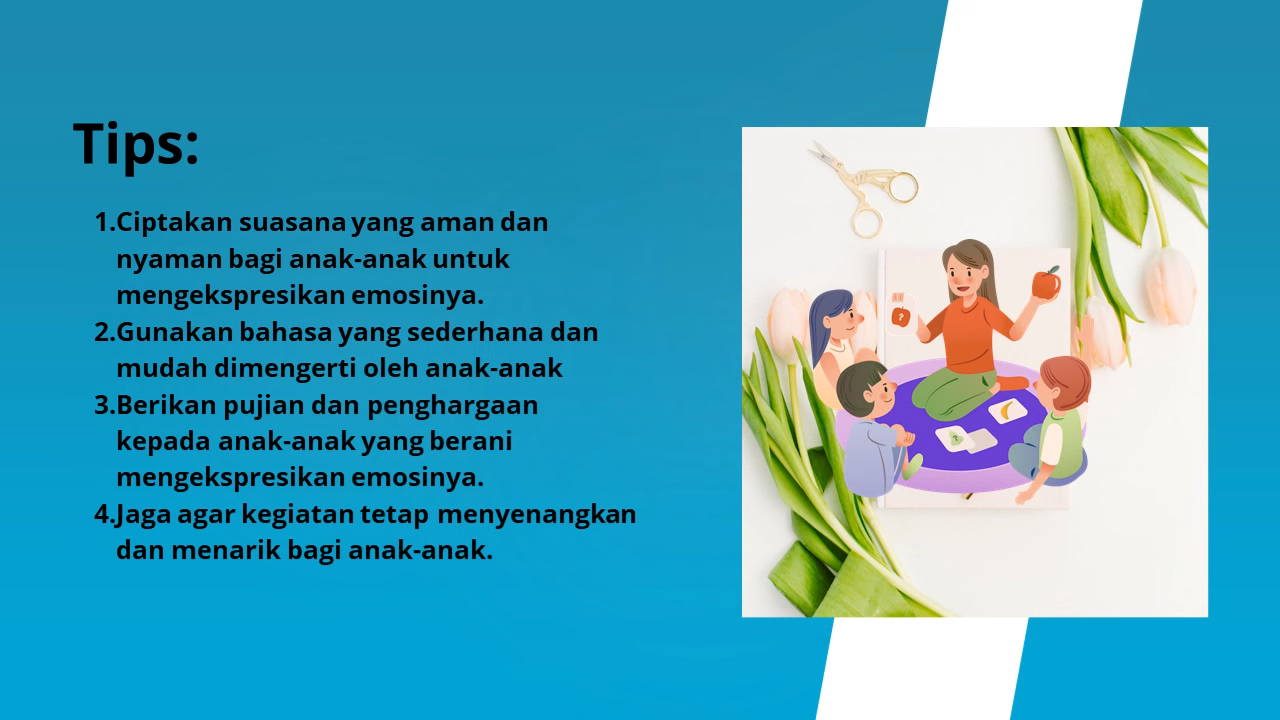 Tips:
1.Ciptakan suasana yang aman dan
nyaman bagi anak-anak untuk
mengekspresikan emosinya.
2.Gunakan bahasa yang sederhana dan
mudah dimengerti oleh anak-anak
3.Berikan pujian dan penghargaan
kepada anak-anak yang berani
mengekspresikan emosinya.
4.Jaga agar kegiatan tetap menyenangkan
dan menarik bagi anak-anak.
?
?